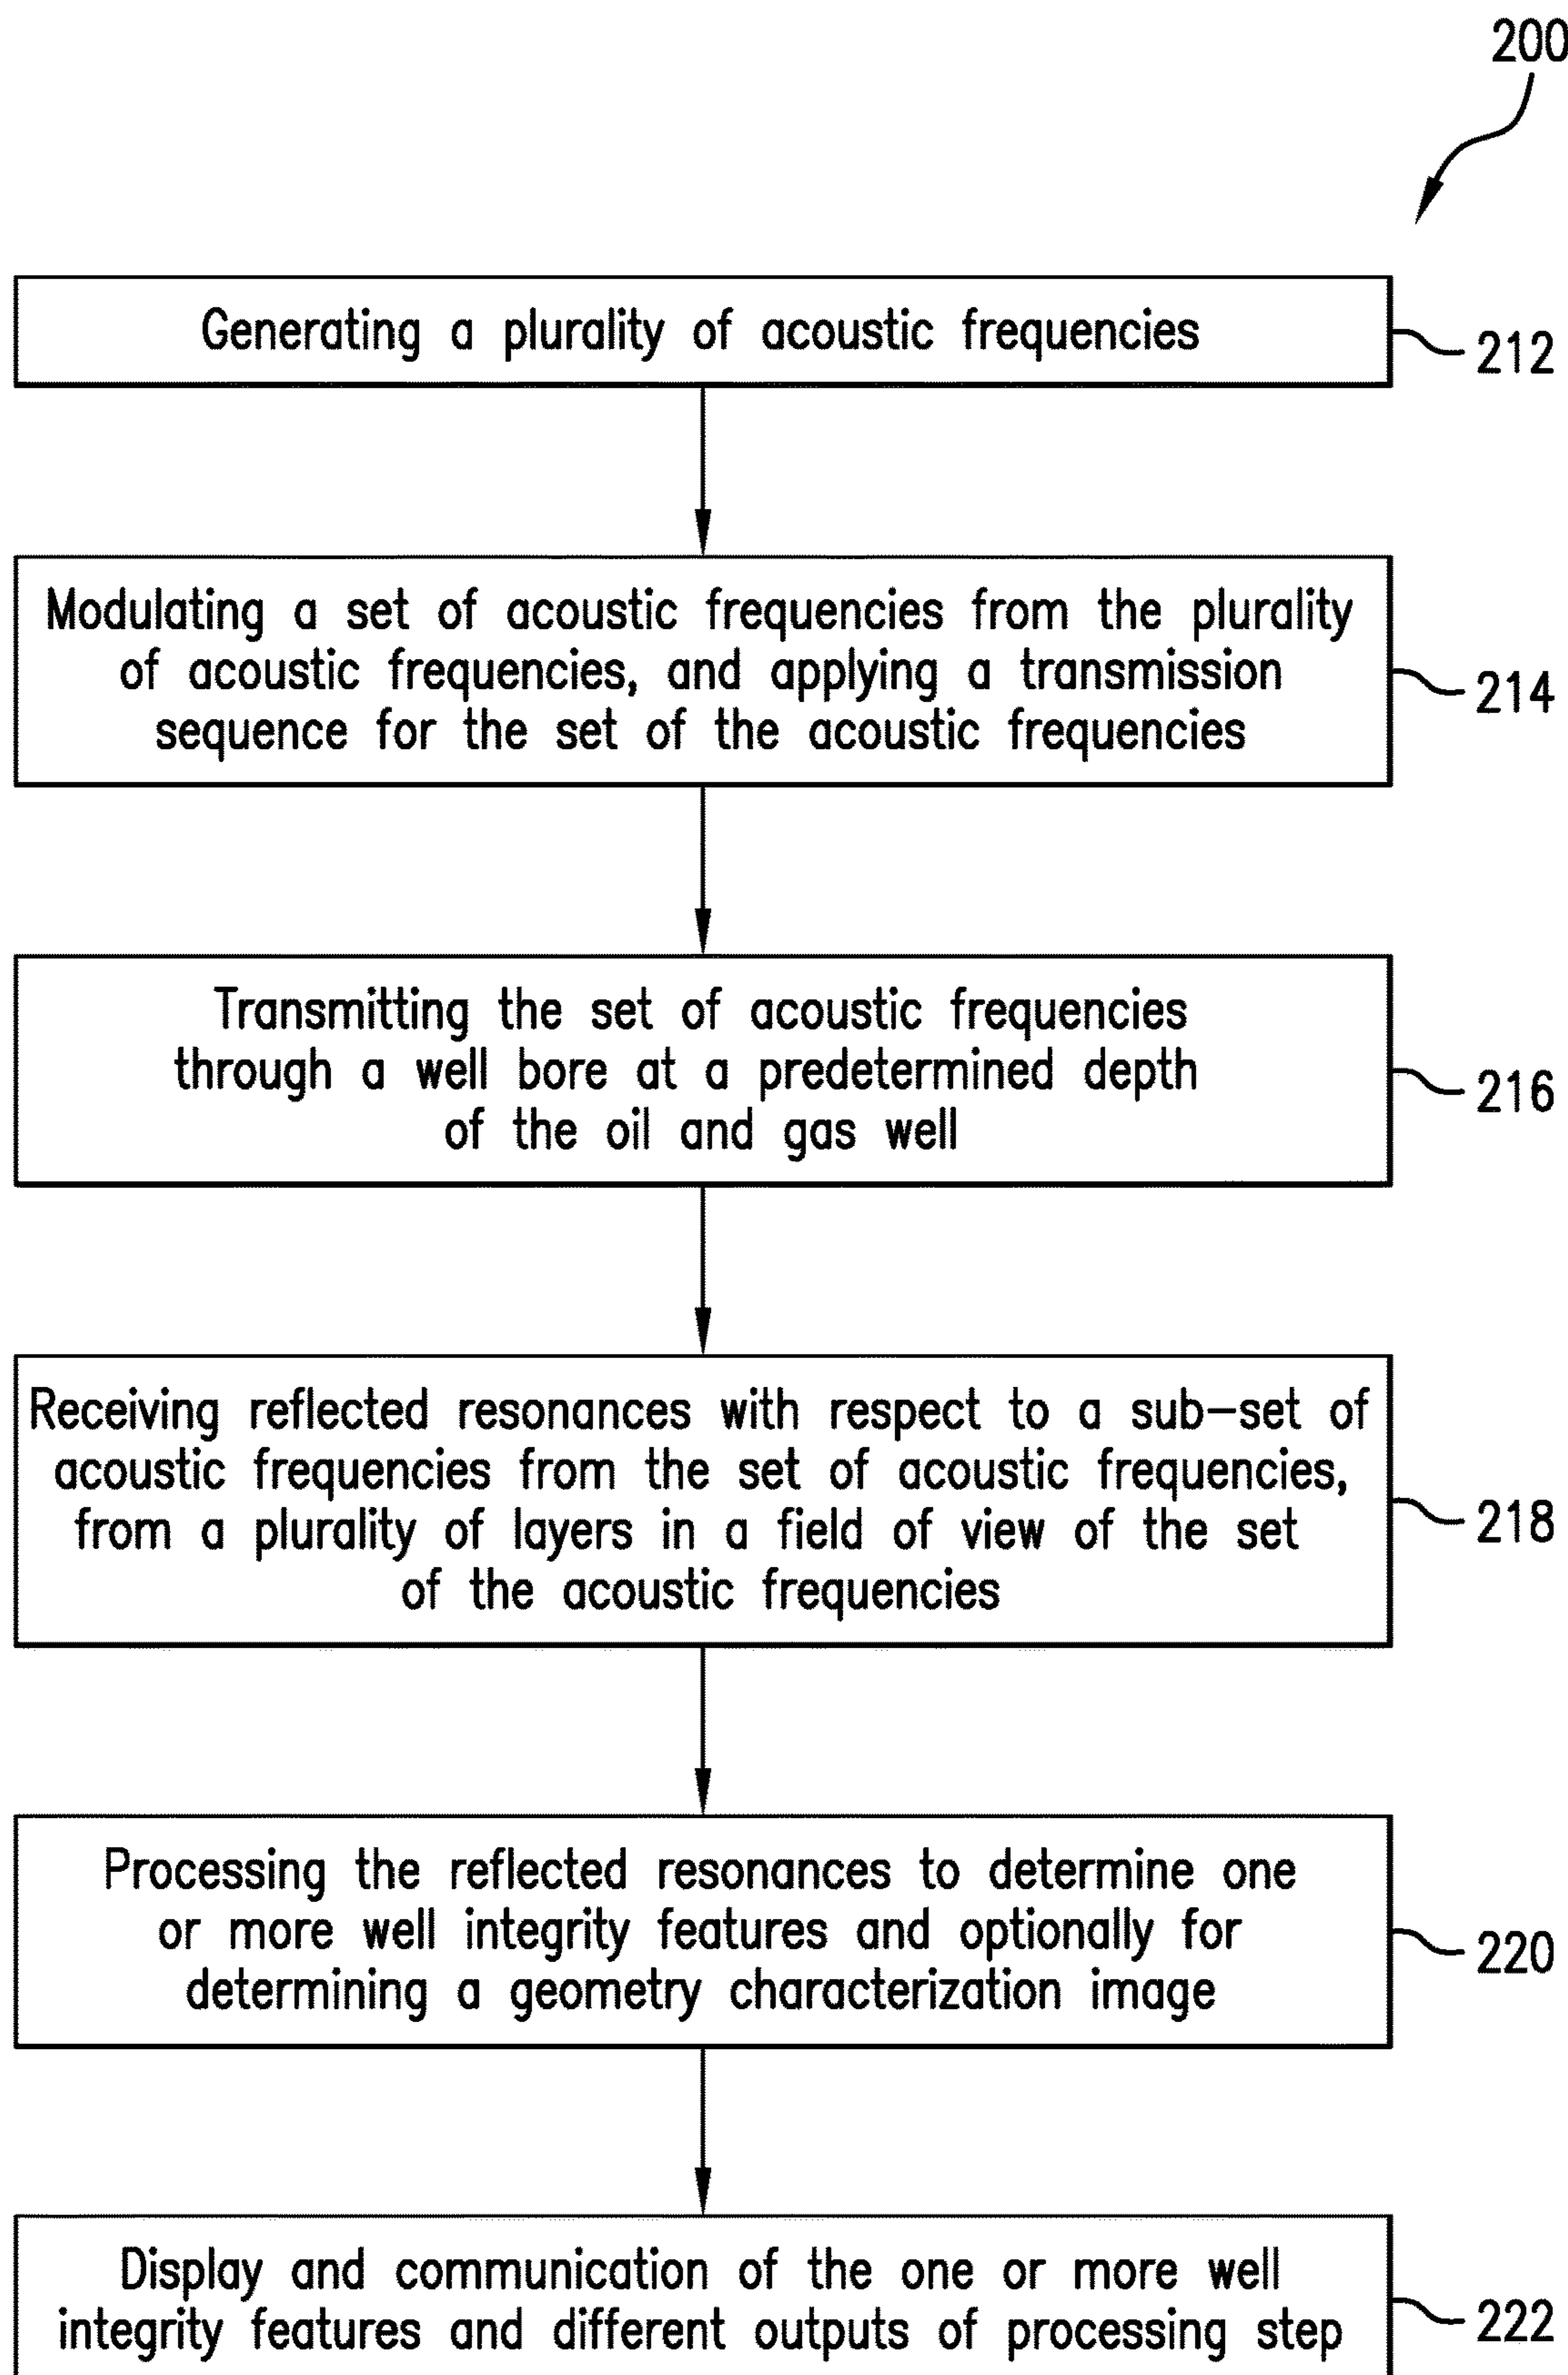 200
Generating a plurality of acoustic frequencies
212
Modulating a set of acoustic frequencies from the plurality
of acoustic frequencies, and applying a transmission
sequence for the set of the acoustic frequencies
214
Transmitting the set of acoustic frequencies
through a well bore at a predetermined depth
of the oil and gas well
216
Receiving reflected resonances with respect to a sub-set of
acoustic frequencies from the set of acoustic frequencies,
from a plurality of layers in a field of view of the set
of the acoustic frequencies
218
Processing the reflected resonances to determine one
or more well integrity features and optionally for
determining a geometry characterization image
220
Display and communication of the one or more well
integrity features and different outputs of processing step
222